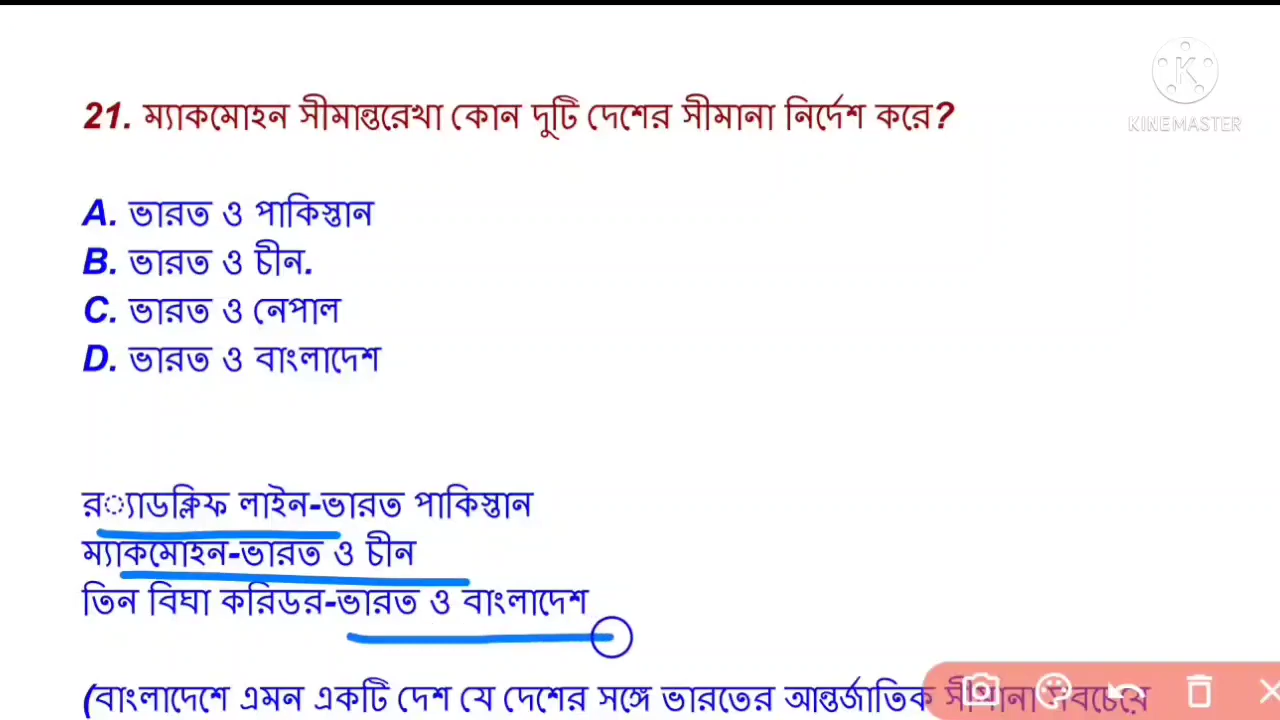 21. ম্যাকমোহন সীমান্তরেখা কোন দুটি দেশের সীমানা নির্দেশ করে?
KINEMASTER
A. ভারত ও পাকিস্তান
B. ভারত ও চীন.
C. ভারত ও নেপাল
D. ভারত ও বাংলাদেশ
র‍্যাডক্লিফ লাইন-ভারত পাকিস্তান
ম্যাকমোহন-ভারত ও চীন
তিন বিঘা করিডর-ভারত ও বাংলাদেশ
(বাংলাদেশে এমন একটি দেশ যে দেশের সঙ্গে ভারতের আন্তর্জাতিক সীমানা সবচেয়ে